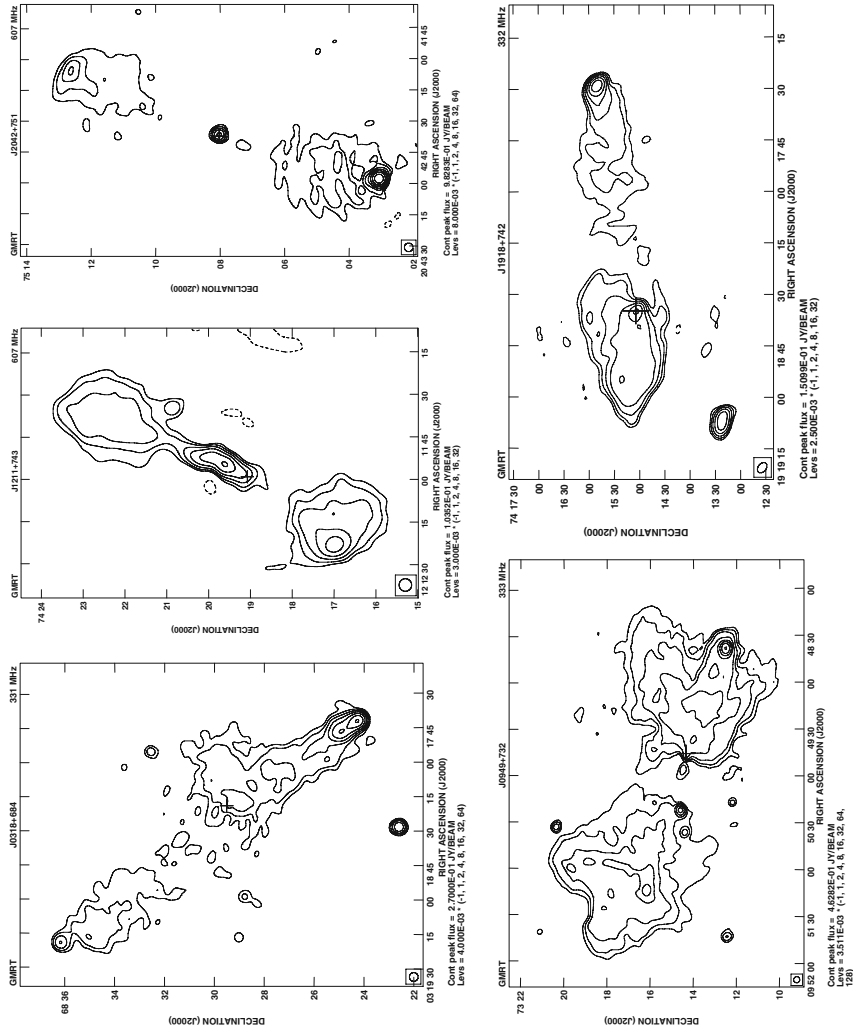 GMRT J0318+684 331 MHz
DECLINATION (J2000)
68 36
34
32
30
28
26
24
03 19 30 15 00 18 45 30 15 00 17 45 30
RIGHT ASCENSION (J2000)
Cont peak flux = 2.7000E-01 JY/BEAM
Levs = 4.000E-03 * (-1, 1, 2, 4, 8, 16, 32, 64)
GMRT J1211+743 607 MHz
DECLINATION (J2000)
74 24
23
22
21
20
19
18
17
16
15
12 12 30 15 00 11 45 30 15
RIGHT ASCENSION (J2000)
Cont peak flux = 1.0352E-01 JY/BEAM
Levs = 3.000E-03 * (-1, 1, 2, 4, 8, 16, 32)
GMRT J2042+751 607 MHz
DECLINATION (J2000)
75 14
12
10
08
06
04
02
20 43 30 15 00 42 45 30 15 00 41 45
RIGHT ASCENSION (J2000)
Cont peak flux = 9.8283E-01 JY/BEAM
Levs = 8.000E-03 * (-1, 1, 2, 4, 8, 16, 32, 64)
GMRT J0949+732 333 MHz
DECLINATION (J2000)
73 22
20
18
16
14
12
10
09 52 00 51 30 00 50 30 00 49 30 00 48 30 00
RIGHT ASCENSION (J2000)
Cont peak flux = 4.6282E-01 JY/BEAM
Levs = 3.511E-03 * (-1, 1, 2, 4, 8, 16, 32, 64,
128)
GMRT J1918+742 332 MHz
DECLINATION (J2000)
74 17 30
00
16 30
00
15 30
00
14 30
00
13 30
00
12 30
19 19 15 00 18 45 30 15 00 17 45 30 15
RIGHT ASCENSION (J2000)
Cont peak flux = 1.5099E-01 JY/BEAM
Levs = 2.500E-03 * (-1, 1, 2, 4, 8, 16, 32)